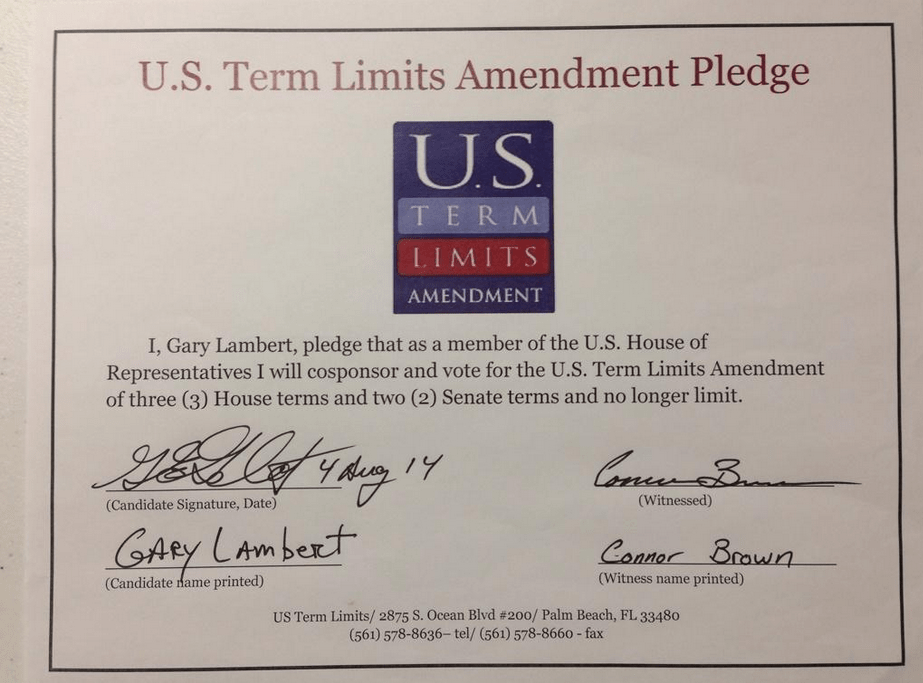 U.S. Term Limits Amendment Pledge
U.S.
TERM
LIMITS
AMENDMENT
I, Gary Lambert, pledge that as a member of the U.S. House of
Representatives I will cosponsor and vote for the U.S. Term Limits Amendment
of three (3) House terms and two (2) Senate terms and no longer limit.
4 Aug 14
(Candidate Signature, Date)
(Witnessed)
GARY LAmbert
Connor Brown
(Candidate name printed)
(Witness name printed)
US Term Limits/ 2875 S. Ocean Blvd #200/ Palm Beach, FL 33480
(561) 578-8636– tel/ (561) 578-8660 - fax